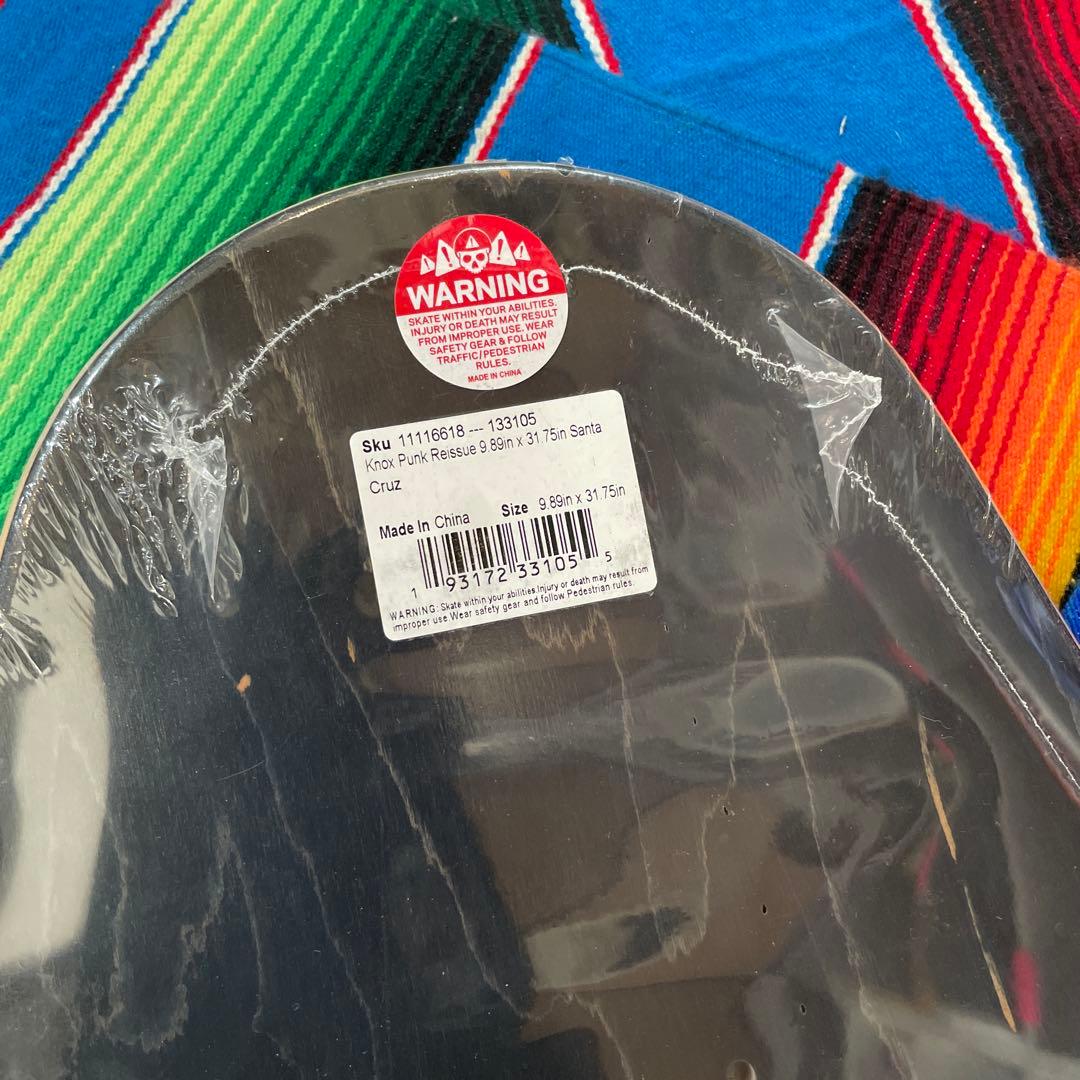 WARNING
SKATE WITHIN YOUR ABILITIES.
INJURY OR DEATH MAY RESULT
FROM IMPROPER USE. WEAR
SAFETY GEAR & FOLLOW
TRAFFIC/PEDESTRIAN
RULES.
MADE IN CHINA
Sku 11116618 --- 133105
Knox Punk Reissue 9.89in x 31.75in Santa
Cruz
Made In China Size 9.89in x 31.75in
1 93172 33105 5
WARNING: Skate within your abilities.Injury or death may result from
improper use.Wear safety gear and follow Pedestrian rules.